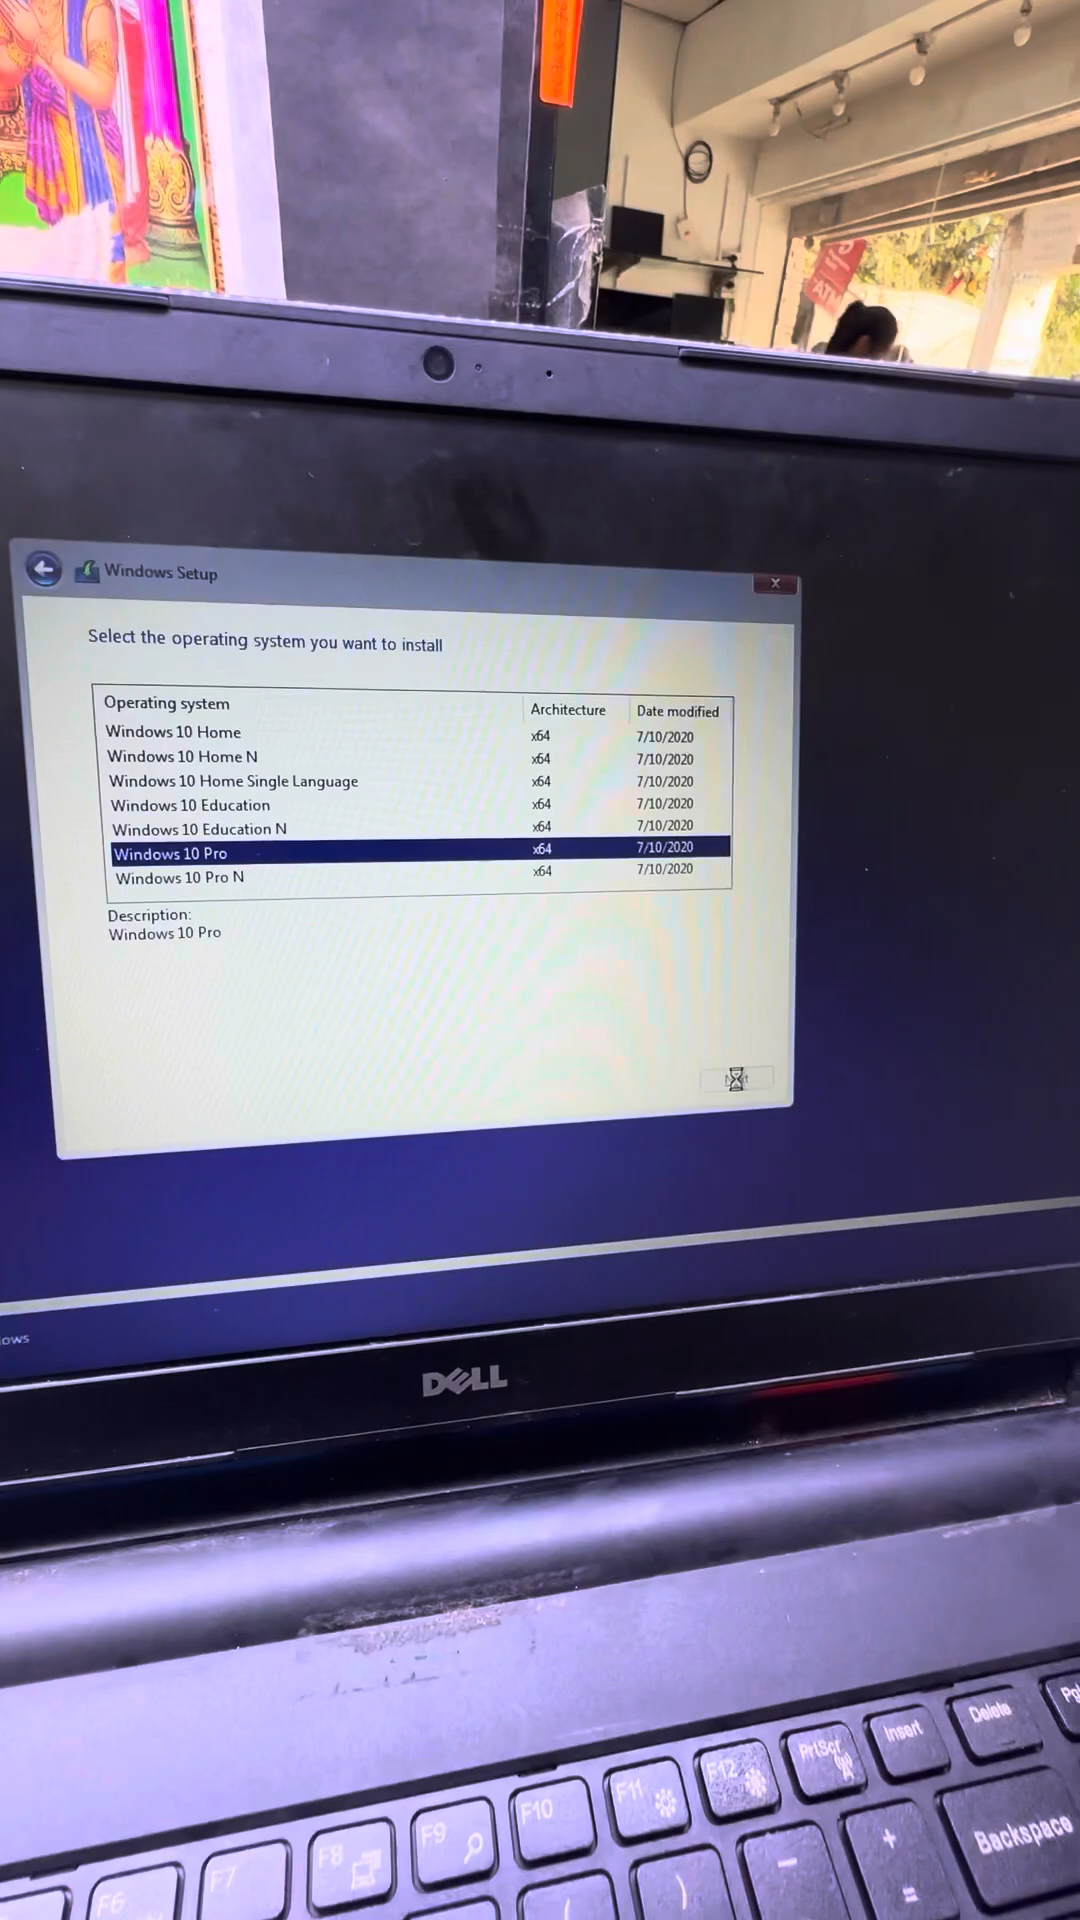 ATM
Windows Setup
Select the operating system you want to install
Operating system Architecture Date modified
Windows 10 Home x64 7/10/2020
Windows 10 Home N x64 7/10/2020
Windows 10 Home Single Language x64 7/10/2020
Windows 10 Education x64 7/10/2020
Windows 10 Education N x64 7/10/2020
Windows 10 Pro x64 7/10/2020
Windows 10 Pro N x64 7/10/2020
Description:
Windows 10 Pro
ows
DELL
F6 F7 F8 F9 F10 F11 F12 PrtScr Insert Delete
) - + = Backspace